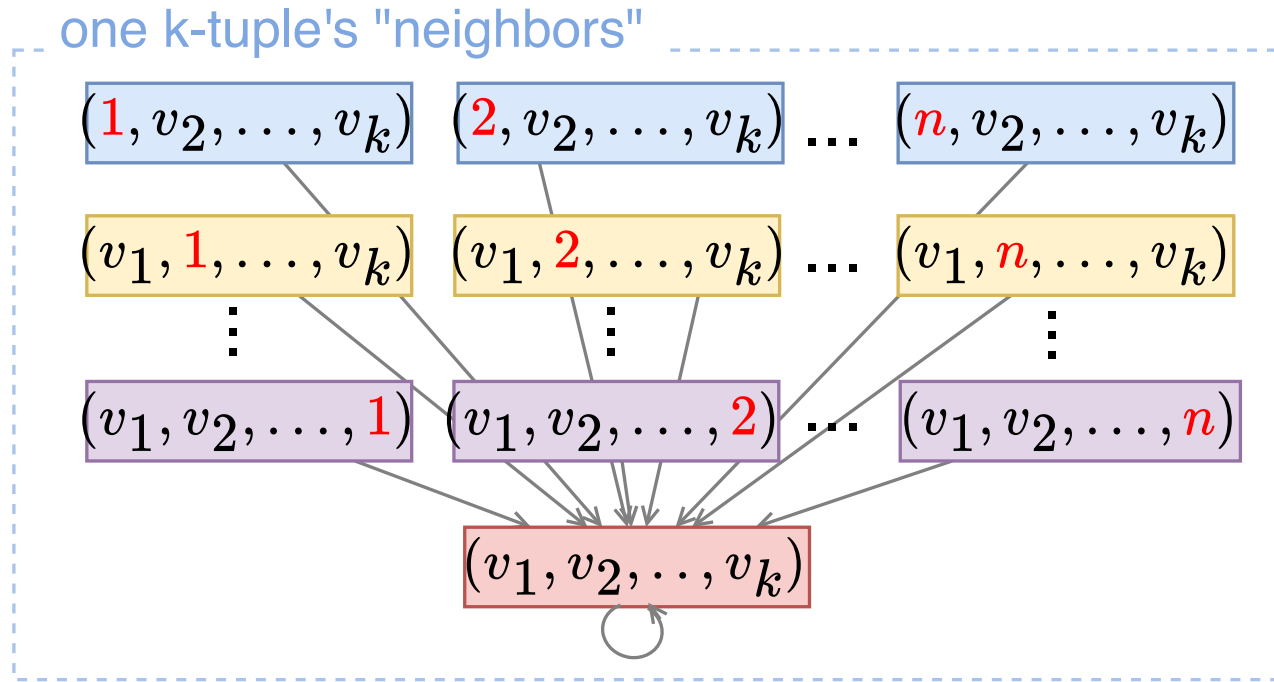 one k-tuple's "neighbors"
(1, v₂, . . . , vₖ) (2, v₂, . . . , vₖ) ... (n, v₂, . . . , vₖ)
(v₁, 1, . . . , vₖ) (v₁, 2, . . . , vₖ) ... (v₁, n, . . . , vₖ)
⋮ ⋮ ⋮
(v₁, v₂, . . . , 1) (v₁, v₂, . . . , 2) ... (v₁, v₂, . . . , n)
(v₁, v₂, . . , vₖ)